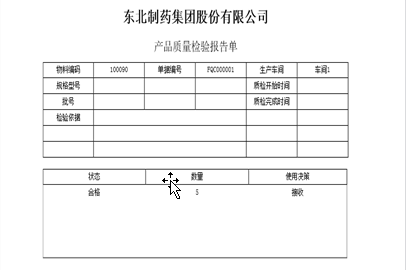 东北制药集团股份有限公司
产品质量检验报告单
物料编码 100090 单据编号 FQC000001 生产车间 车间1
规格型号 质检开始时间
批号 质检完成时间
检验依据
状态 数量 使用决策
合格 5 接收